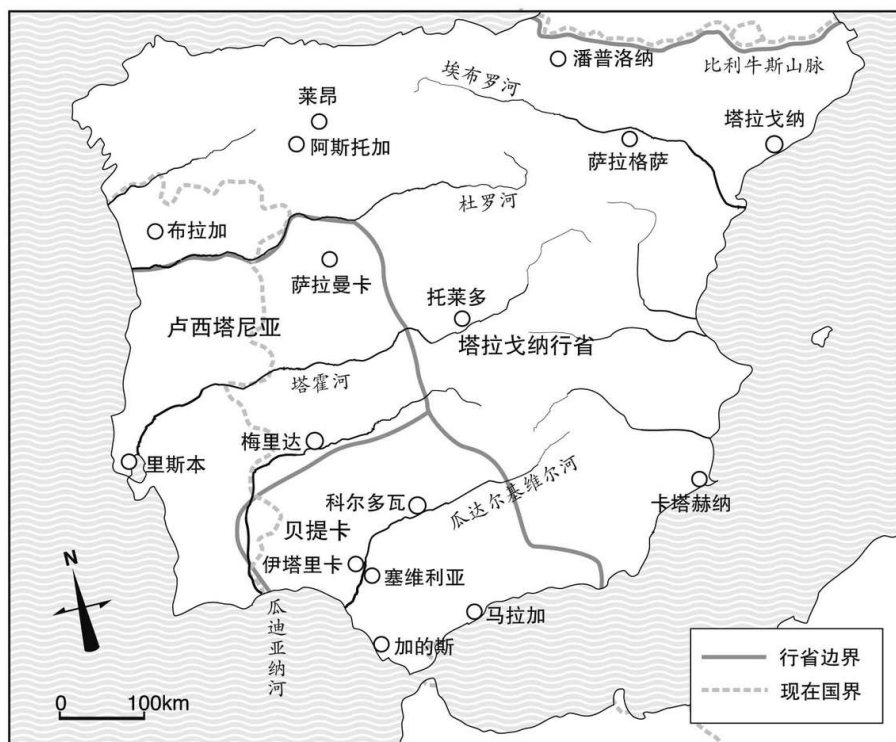 潘普洛纳
比利牛斯山脉
埃布罗河
莱昂
阿斯托加
萨拉格萨
塔拉戈纳
杜罗河
布拉加
萨拉曼卡
托莱多
卢西塔尼亚
塔拉戈纳行省
塔霍河
梅里达
里斯本
卡塔赫纳
科尔多瓦
瓜达尔基维尔河
贝提卡
伊塔里卡
塞维利亚
马拉加
加的斯
瓜迪亚纳河
N
0 100km
行省边界
现在国界